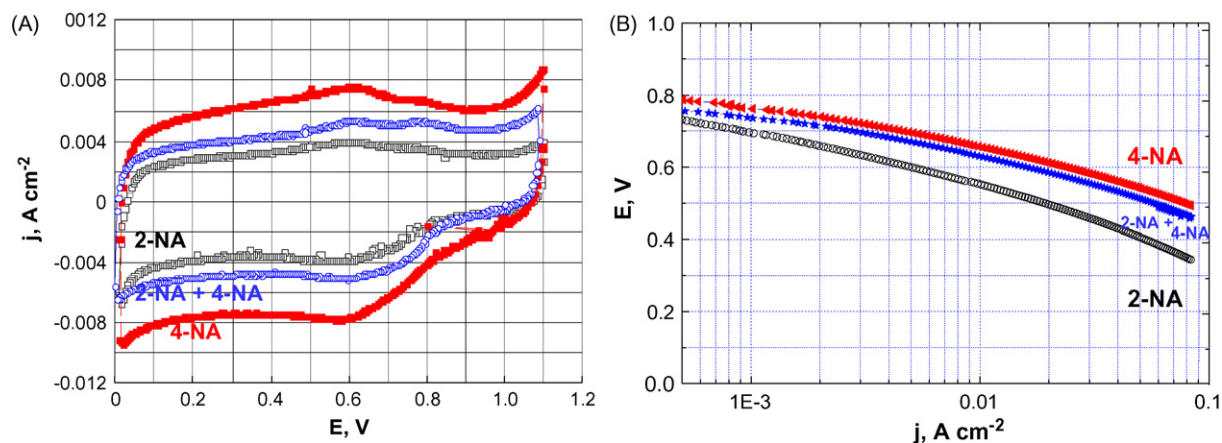 (A)
0012
0.008
0.004
0
-0.004
-0.008
-0.012
j, A cm-2
2-NA
2-NA + 4-NA
4-NA
0
0.2
0.4
0.6
0.8
1.0
1.2
E, V
(B)
1.0
0.8
0.6
0.4
0.2
0.0
E, V
4-NA
2-NA +
4-NA
2-NA
1E-3
0.01
0.1
j, A cm-2